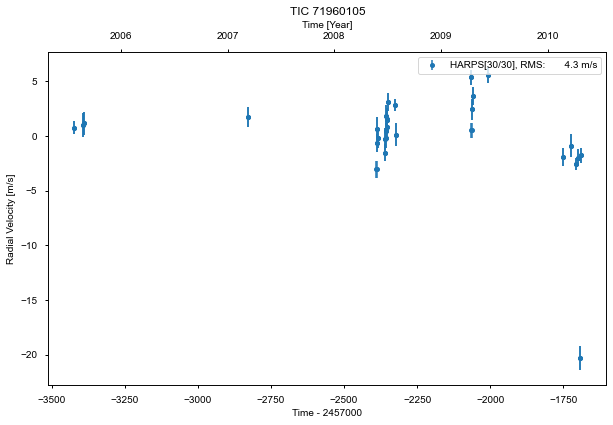 TIC 71960105
Time [Year]
2006 2007 2008 2009 2010
HARPS[30/30], RMS: 4.3 m/s
Radial Velocity [m/s]
5
0
−5
−10
−15
−20
−3500 −3250 −3000 −2750 −2500 −2250 −2000 −1750
Time - 2457000